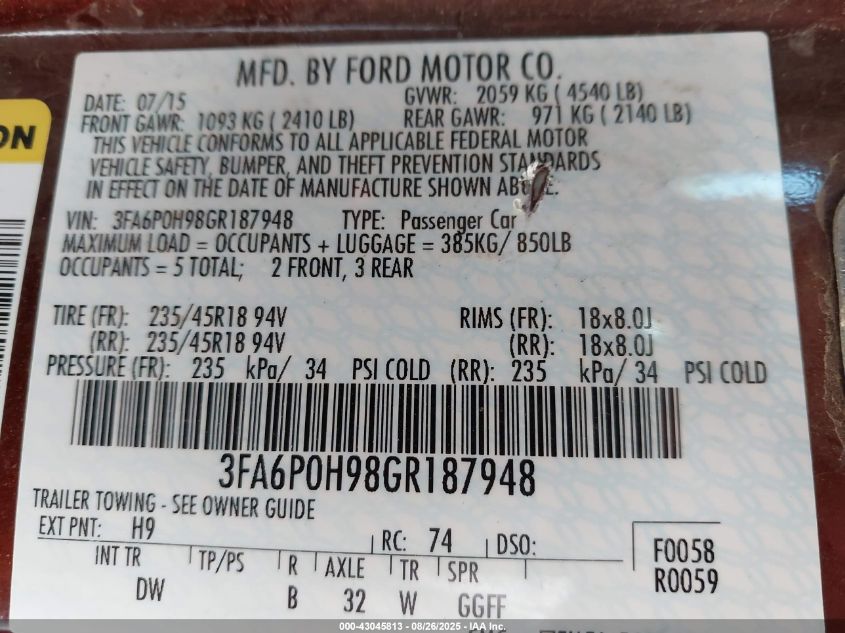 MFD. BY FORD MOTOR CO.
DATE: 07/15 GVWR: 2059 KG ( 4540 LB)
FRONT GAWR: 1093 KG ( 2410 LB) REAR GAWR: 971 KG ( 2140 LB)
THIS VEHICLE CONFORMS TO ALL APPLICABLE FEDERAL MOTOR
VEHICLE SAFETY, BUMPER, AND THEFT PREVENTION STANDARDS
IN EFFECT ON THE DATE OF MANUFACTURE SHOWN ABOVE.
VIN: 3FA6P0H98GR187948 TYPE: Passenger Car
MAXIMUM LOAD = OCCUPANTS + LUGGAGE = 385KG/ 850LB
OCCUPANTS = 5 TOTAL; 2 FRONT, 3 REAR
TIRE (FR): 235/45R18 94V RIMS (FR): 18x8.0J
(RR): 235/45R18 94V (RR): 18x8.0J
PRESSURE (FR): 235 kPa/ 34 PSI COLD (RR): 235 kPa/ 34 PSI COLD
3FA6P0H98GR187948
TRAILER TOWING - SEE OWNER GUIDE
EXT PNT: H9 RC: 74 DSO: F0058
R0059
INT TR TP/PS R AXLE TR SPR
DW B 32 W GGFF
ON
000-43045813 - 08/26/2025 - IAA, Inc.